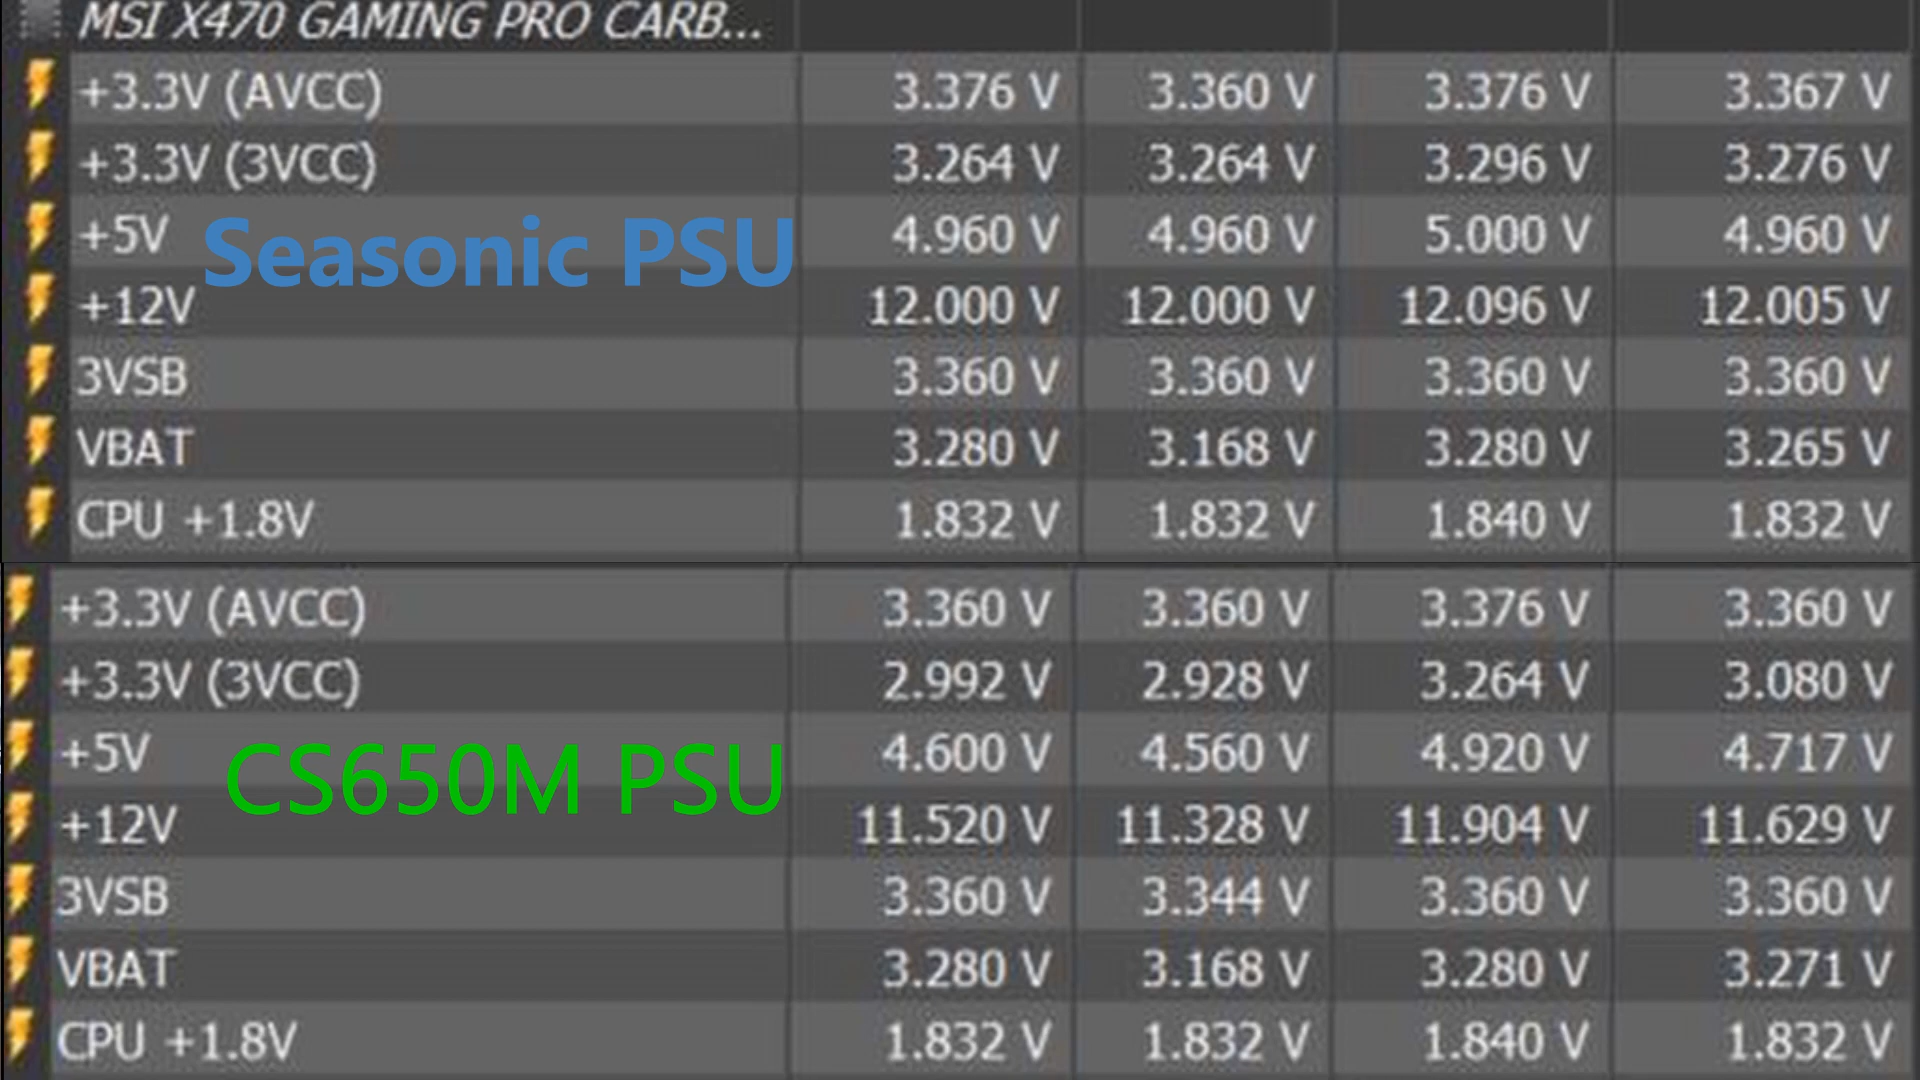 MSI X470 GAMING PRO CARB...
+3.3V (AVCC) 3.376 V 3.360 V 3.376 V 3.367 V
+3.3V (3VCC) 3.264 V 3.264 V 3.296 V 3.276 V
+5V 4.960 V 4.960 V 5.000 V 4.960 V
Seasonic PSU
+12V 12.000 V 12.000 V 12.096 V 12.005 V
3VSB 3.360 V 3.360 V 3.360 V 3.360 V
VBAT 3.280 V 3.168 V 3.280 V 3.265 V
CPU +1.8V 1.832 V 1.832 V 1.840 V 1.832 V
+3.3V (AVCC) 3.360 V 3.360 V 3.376 V 3.360 V
+3.3V (3VCC) 2.992 V 2.928 V 3.264 V 3.080 V
+5V 4.600 V 4.560 V 4.920 V 4.717 V
CS650M PSU
+12V 11.520 V 11.328 V 11.904 V 11.629 V
3VSB 3.360 V 3.344 V 3.360 V 3.360 V
VBAT 3.280 V 3.168 V 3.280 V 3.271 V
CPU +1.8V 1.832 V 1.832 V 1.840 V 1.832 V